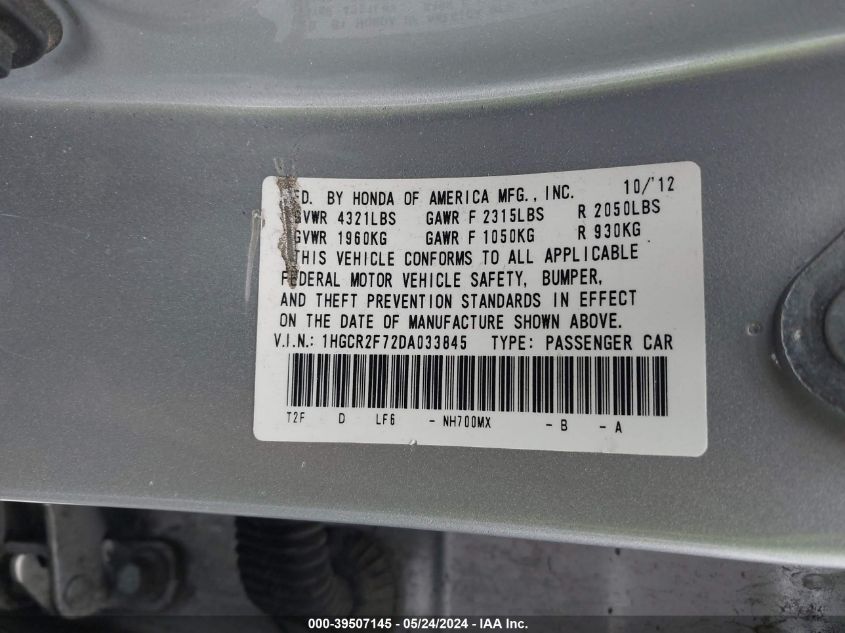 BY HONDA OF AMERICA MFG., INC. 10/'12
GVWR 4321LBS GAWR F 2315LBS R 2050LBS
GVWR 1960KG GAWR F 1050KG R 930KG
THIS VEHICLE CONFORMS TO ALL APPLICABLE
FEDERAL MOTOR VEHICLE SAFETY, BUMPER,
AND THEFT PREVENTION STANDARDS IN EFFECT
ON THE DATE OF MANUFACTURE SHOWN ABOVE.
V.I.N.: 1HGCR2F72DA033845 TYPE: PASSENGER CAR
T2F D LF6 - NH700MX - B - A
000-39507145 - 05/24/2024 - IAA Inc.